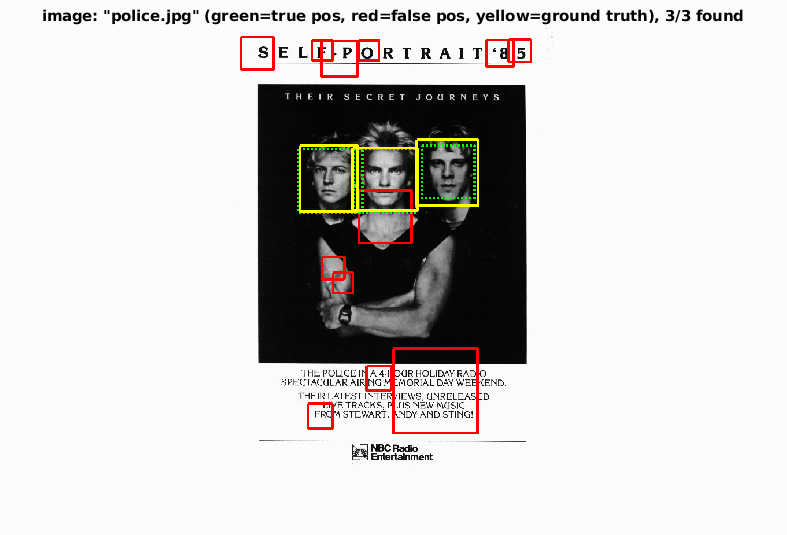 image: "police.jpg" (green=true pos, red=false pos, yellow=ground truth), 3/3 found
SELF-PORTRAIT '85
THEIR SECRET JOURNEYS
THE POLICE IN A 4-HOUR HOLIDAY RADIO
SPECTACULAR AIRING MEMORIAL DAY WEEKEND.
THEIR LATEST INTERVIEWS, UNRELEASED
LIVE TRACKS, PLUS NEW MUSIC
FROM STEWART, ANDY AND STING!
NBC Radio
Entertainment